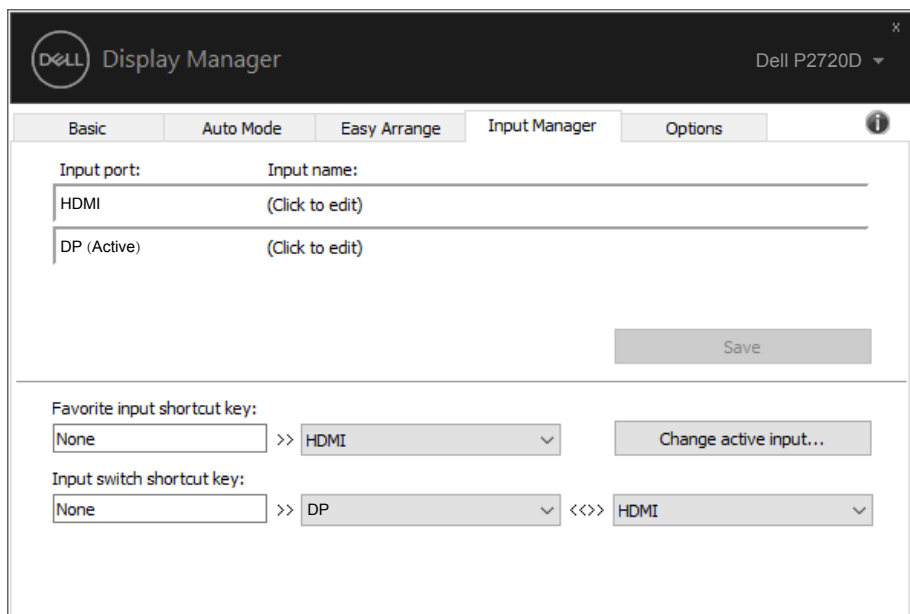 x
DELL Display Manager Dell P2720D
Basic Auto Mode Easy Arrange Input Manager Options i
Input port: Input name:
HDMI (Click to edit)
DP (Active) (Click to edit)
Save
Favorite input shortcut key:
None >> HDMI Change active input...
Input switch shortcut key:
None >> DP <<>> HDMI